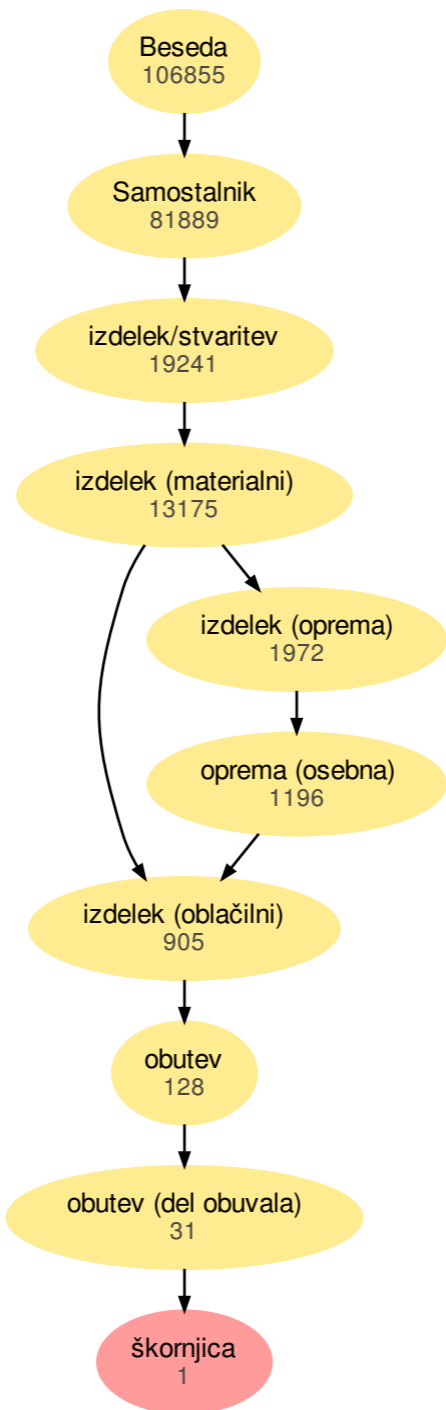 Beseda
106855
Samostalnik
81889
izdelek/stvaritev
19241
izdelek (materialni)
13175
izdelek (oprema)
1972
oprema (osebna)
1196
izdelek (oblačilni)
905
obutev
128
obutev (del obuvala)
31
škornjica
1